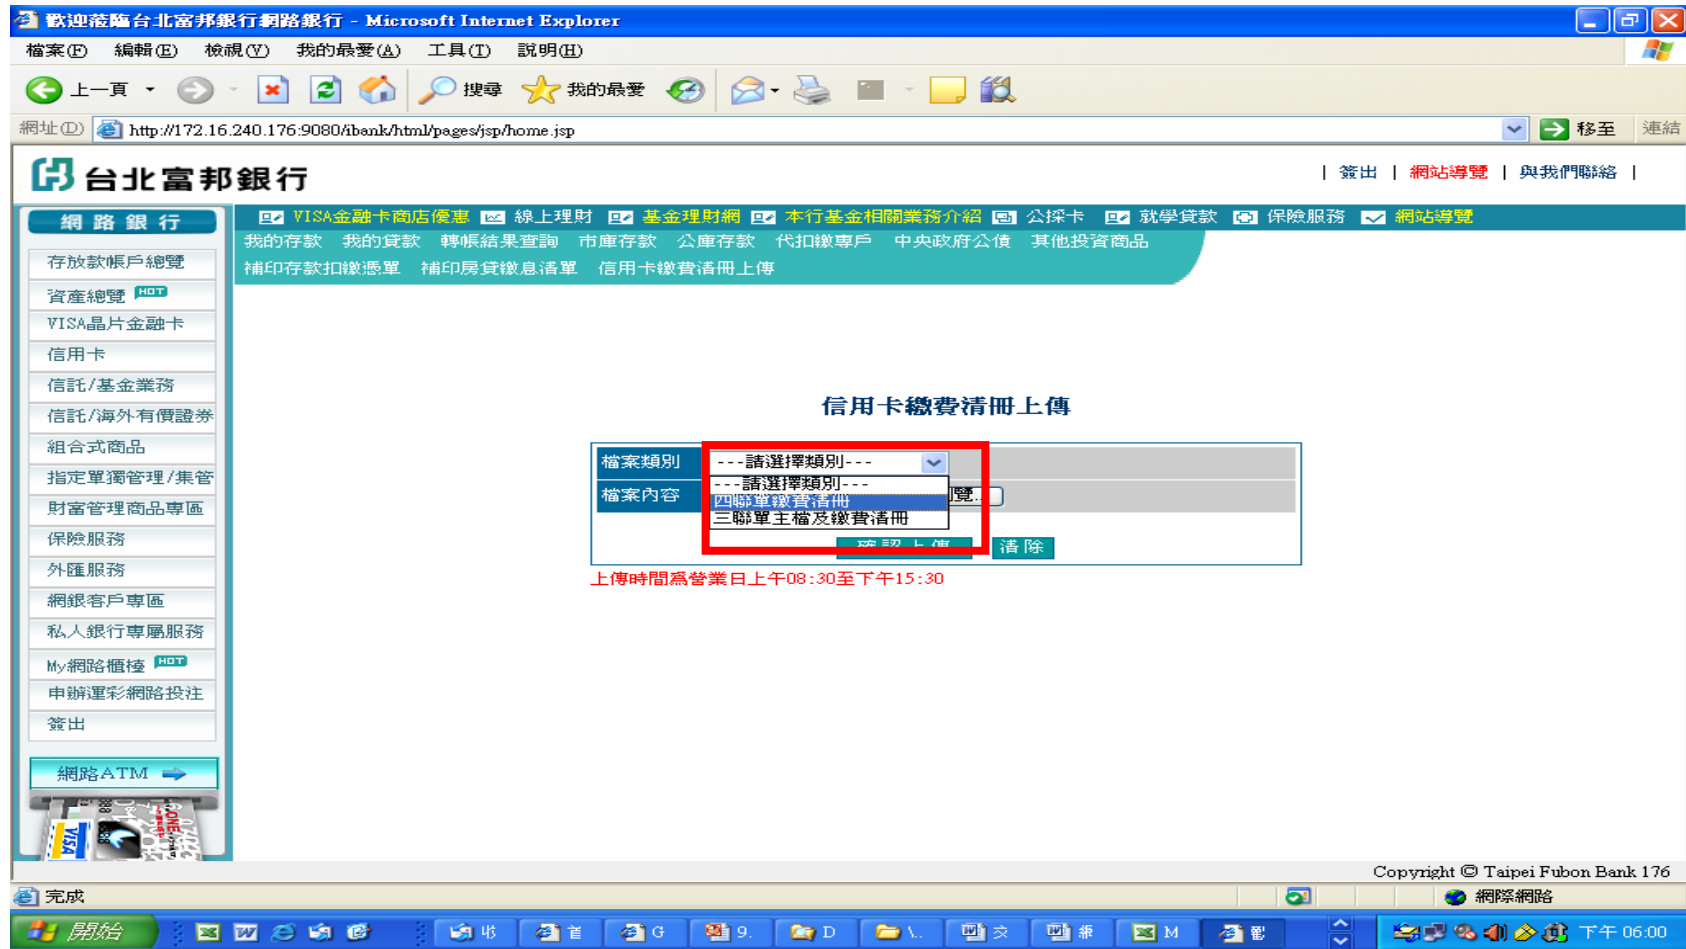 歡迎蒞臨台北富邦銀行網路銀行 - Microsoft Internet Explorer
檔案(F) 編輯(E) 檢視(V) 我的最愛(A) 工具(T) 說明(H)
上一頁 搜尋 我的最愛
網址(D) http://172.16.240.176:9080/ibank/html/pages/jsp/home.jsp 移至 連結
台北富邦銀行
| 簽出 | 網站導覽 | 與我們聯絡 |
網路銀行
VISA金融卡商店優惠 線上理財 基金理財網 本行基金相關業務介紹 公採卡 就學貸款 保險服務 網站導覽
我的存款 我的貸款 轉帳結果查詢 市庫存款 公庫存款 代扣繳專戶 中央政府公債 其他投資商品
補印存款扣繳憑單 補印房貸繳息清單 信用卡繳費清冊上傳
存放款帳戶總覽
資產總覽 HOT
VISA晶片金融卡
信用卡
信託/基金業務
信託/海外有價證券
組合式商品
指定單獨管理/集管
財富管理商品專區
保險服務
外匯服務
網銀客戶專區
私人銀行專屬服務
My網路櫃檯 HOT
申辦運彩網路投注
簽出
網路ATM
VISA
信用卡繳費清冊上傳
檔案類別 ---請選擇類別---
檔案內容 覽...
---請選擇類別---
四聯單繳費清冊
三聯單主檔及繳費清冊
確認上傳 清除
上傳時間為營業日上午08:30至下午15:30
Copyright © Taipei Fubon Bank 176
完成 網際網路
開始 收 首 G 9. D \.. 交 M 歡 下午 06:00